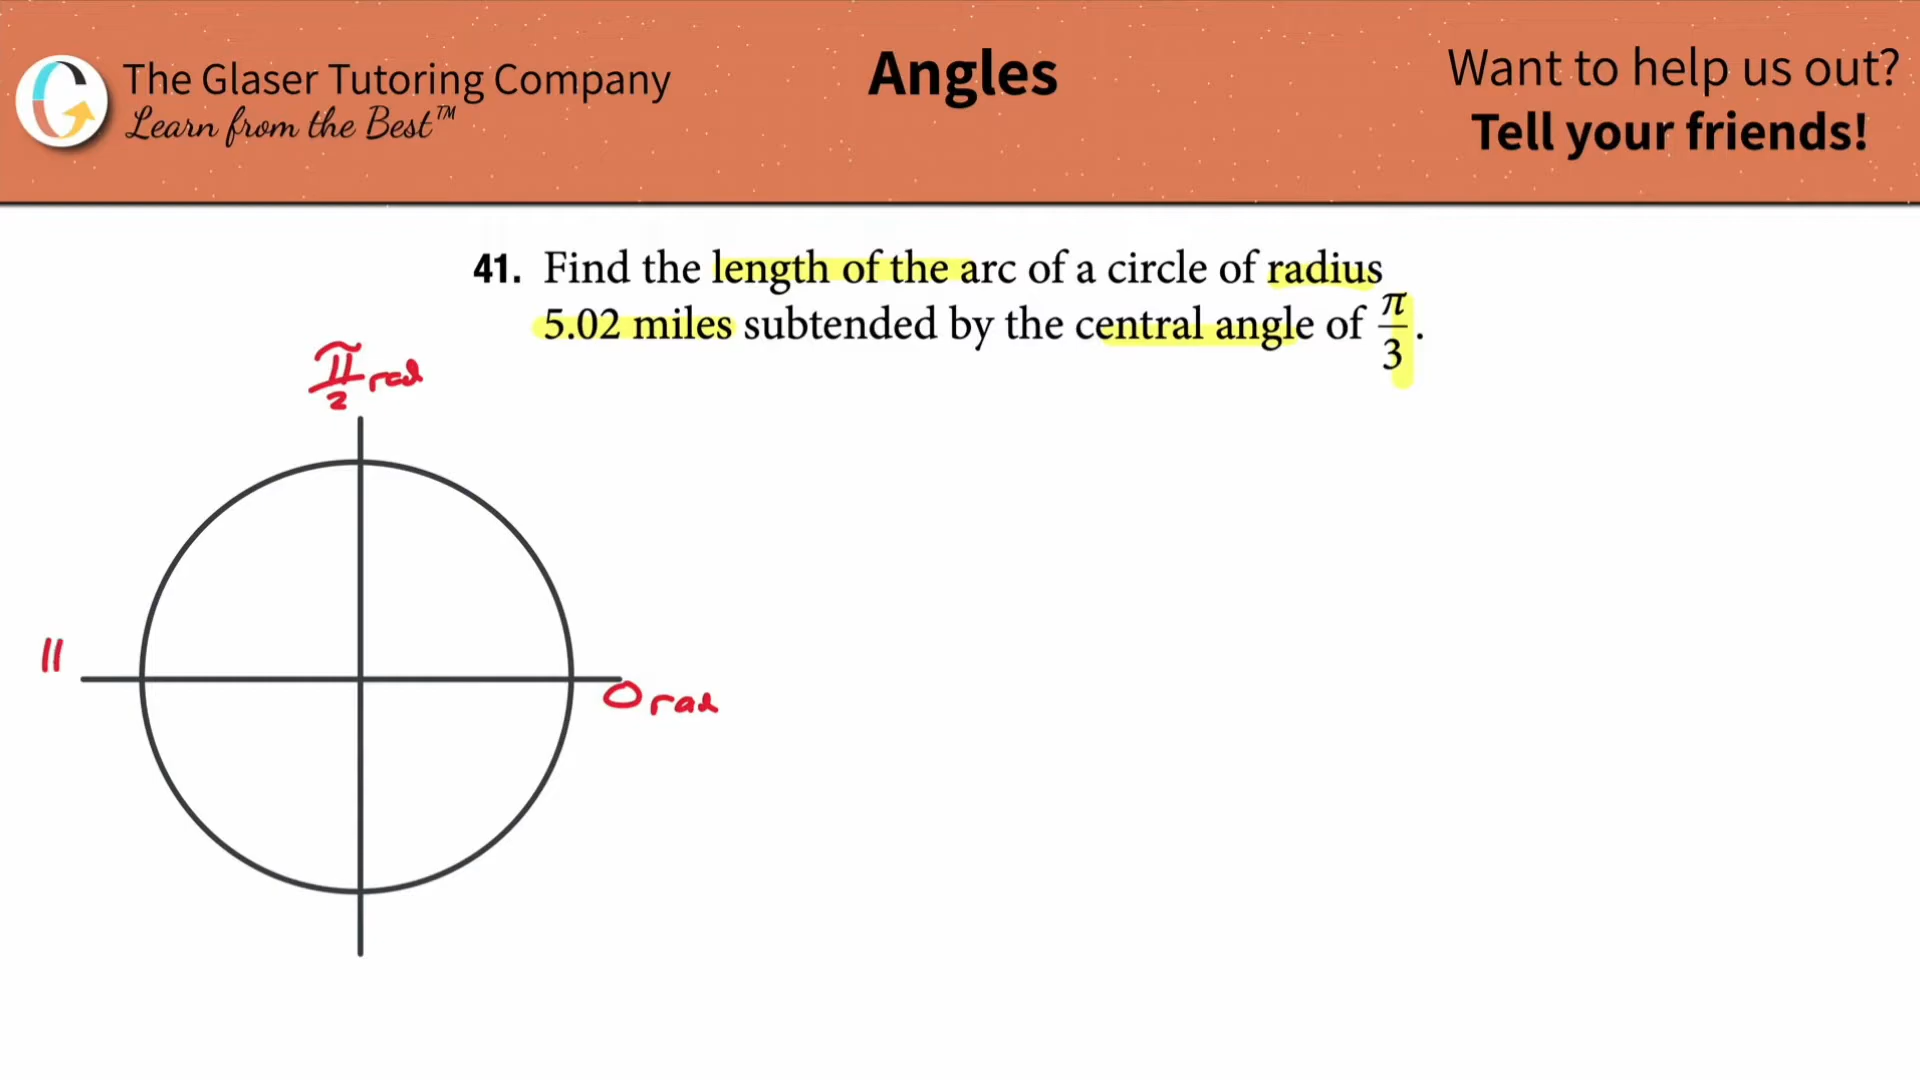 The Glaser Tutoring Company
Learn from the Best™
Angles
Want to help us out?
Tell your friends!
41. Find the length of the arc of a circle of radius
5.02 miles subtended by the central angle of π/3.
π/2 rad
11
0 rad